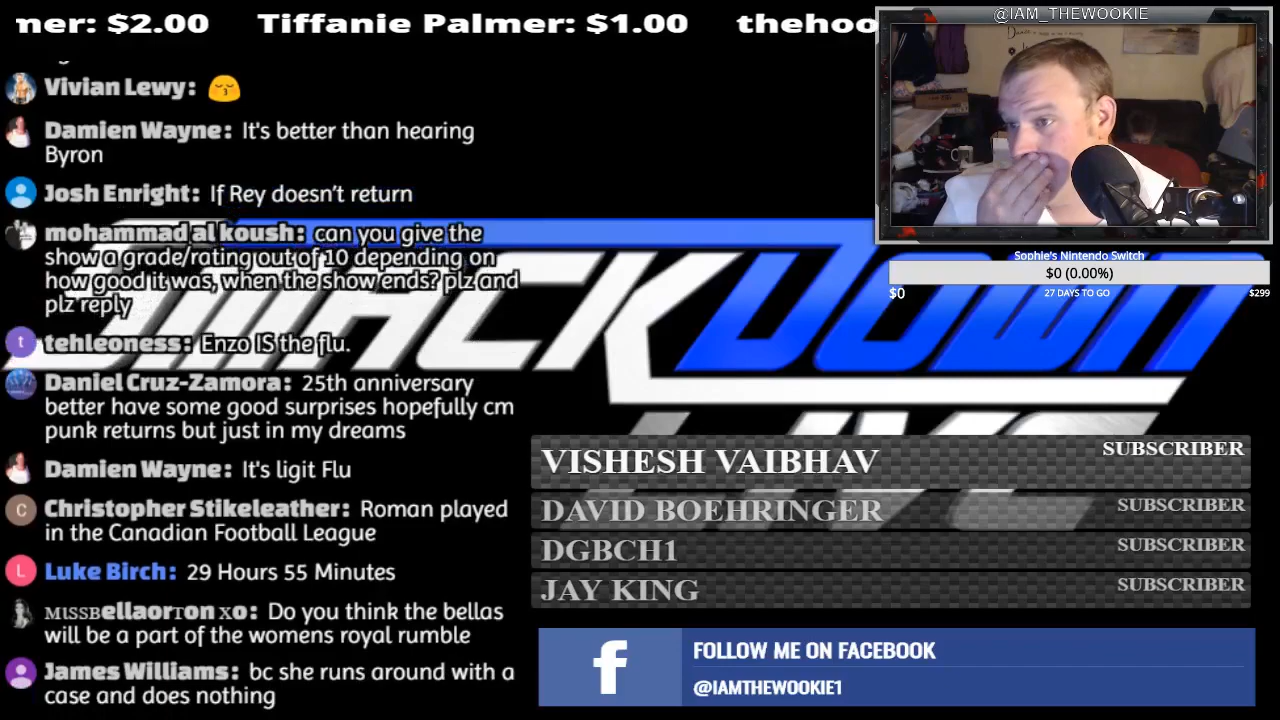 mer: $2.00 Tiffanie Palmer: $1.00 thehoo
@IAM_THEWOOKIE
Vivian Lewy:
Damien Wayne: It's better than hearing
Byron
Josh Enright: If Rey doesn't return
mohammad al koush: can you give the
show a grade/rating out of 10 depending on
how good it was, when the show ends? plz and
plz reply
tehleoness: Enzo IS the flu.
Daniel Cruz-Zamora: 25th anniversary
better have some good surprises hopefully cm
punk returns but just in my dreams
Damien Wayne: It's ligit Flu
Christopher Stikeleather: Roman played
in the Canadian Football League
L
Luke Birch: 29 Hours 55 Minutes
мιѕѕвellaorтon хo: Do you think the bellas
will be a part of the womens royal rumble
James Williams: bc she runs around with a
case and does nothing
Sophie's Nintendo Switch
$0 (0.00%)
$0 27 DAYS TO GO $299
SMACKDOWN
LIVE
VISHESH VAIBHAV SUBSCRIBER
DAVID BOEHRINGER SUBSCRIBER
DGBCH1 SUBSCRIBER
JAY KING SUBSCRIBER
f
FOLLOW ME ON FACEBOOK
@IAMTHEWOOKIE1